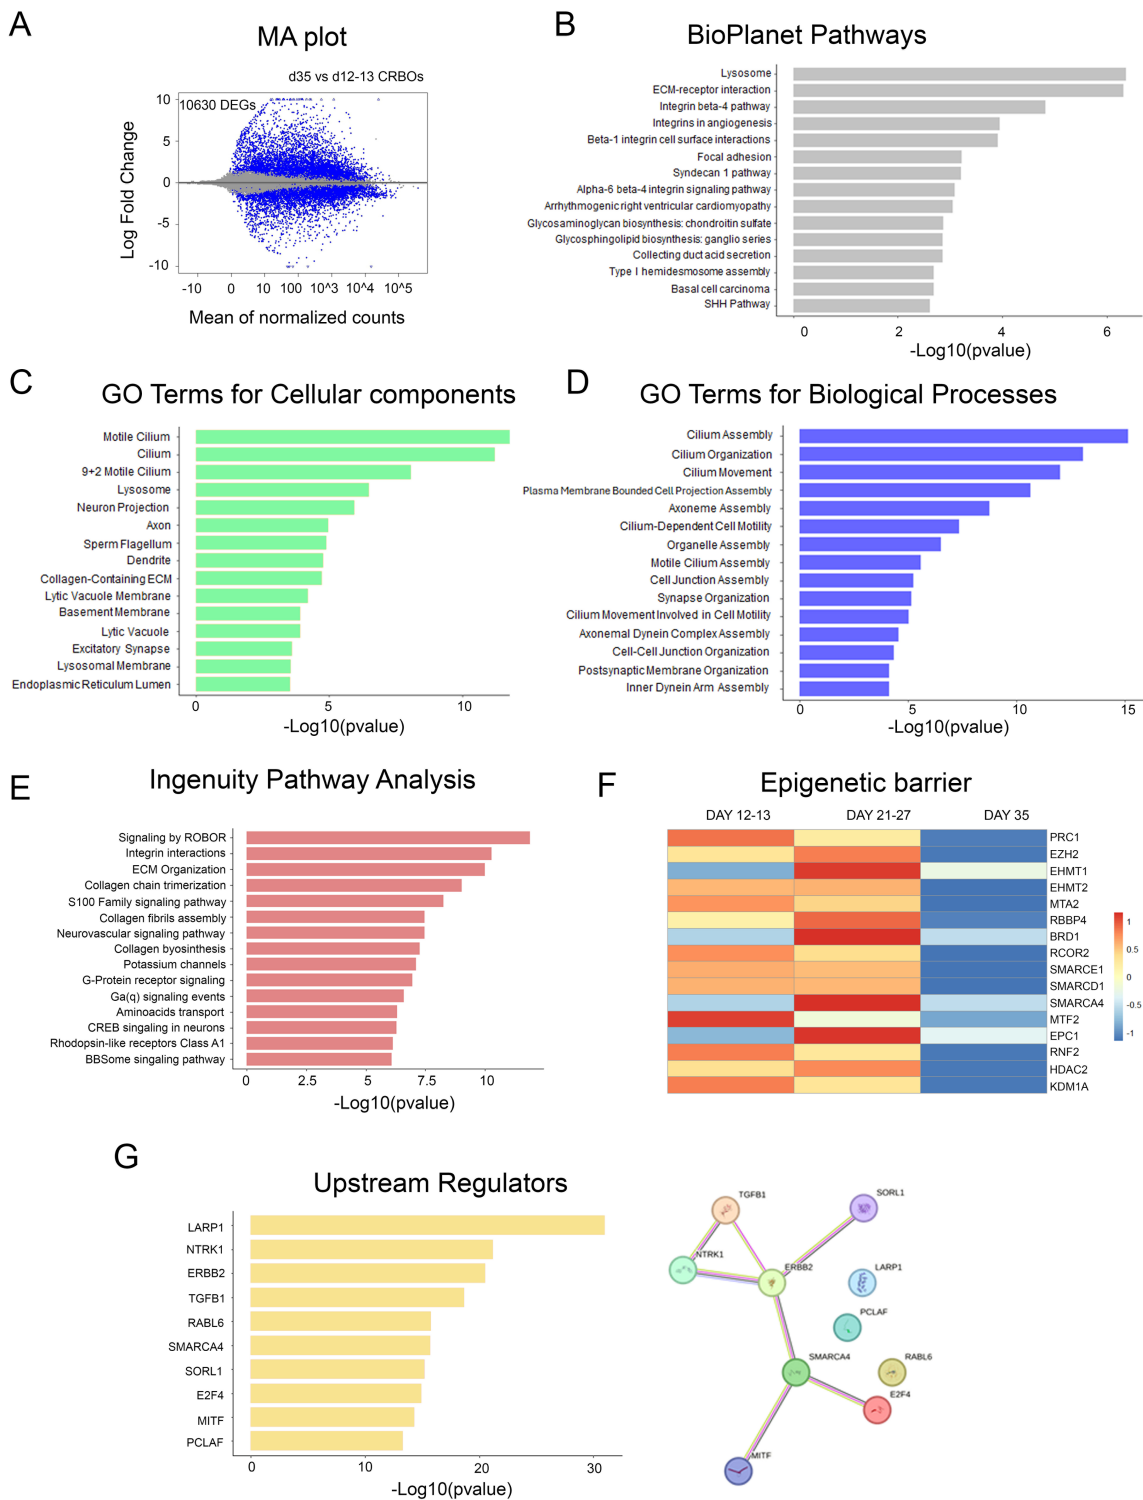 A
MA plot
d35 vs d12-13 CRBOs
10630 DEGs
Log Fold Change
10
5
0
-5
-10
-10 0 10 100 10^3 10^4 10^5
Mean of normalized counts
B
BioPlanet Pathways
Lysosome
ECM-receptor interaction
Integrin beta-4 pathway
Integrins in angiogenesis
Beta-1 integrin cell surface interactions
Focal adhesion
Syndecan 1 pathway
Alpha-6 beta-4 integrin signaling pathway
Arrhythmogenic right ventricular cardiomyopathy
Glycosaminoglycan biosynthesis: chondroitin sulfate
Glycosphingolipid biosynthesis: ganglio series
Collecting duct acid secretion
Type I hemidesmosome assembly
Basal cell carcinoma
SHH Pathway
0 2 4 6
-Log10(pvalue)
C
GO Terms for Cellular components
Motile Cilium
Cilium
9+2 Motile Cilium
Lysosome
Neuron Projection
Axon
Sperm Flagellum
Dendrite
Collagen-Containing ECM
Lytic Vacuole Membrane
Basement Membrane
Lytic Vacuole
Excitatory Synapse
Lysosomal Membrane
Endoplasmic Reticulum Lumen
0 5 10
-Log10(pvalue)
D
GO Terms for Biological Processes
Cilium Assembly
Cilium Organization
Cilium Movement
Plasma Membrane Bounded Cell Projection Assembly
Axoneme Assembly
Cilium-Dependent Cell Motility
Organelle Assembly
Motile Cilium Assembly
Cell Junction Assembly
Synapse Organization
Cilium Movement Involved in Cell Motility
Axonemal Dynein Complex Assembly
Cell-Cell Junction Organization
Postsynaptic Membrane Organization
Inner Dynein Arm Assembly
0 5 10 15
-Log10(pvalue)
E
Ingenuity Pathway Analysis
Signaling by ROBOR
Integrin interactions
ECM Organization
Collagen chain trimerization
S100 Family signaling pathway
Collagen fibrils assembly
Neurovascular signaling pathway
Collagen byosinthesis
Potassium channels
G-Protein receptor signaling
Ga(q) signaling events
Aminoacids transport
CREB singaling in neurons
Rhodopsin-like receptors Class A1
BBSome singaling pathway
0 2.5 5 7.5 10
-Log10(pvalue)
F
Epigenetic barrier
DAY 12-13 DAY 21-27 DAY 35
PRC1
EZH2
EHMT1
EHMT2
MTA2
RBBP4
BRD1
RCOR2
SMARCE1
SMARCD1
SMARCA4
MTF2
EPC1
RNF2
HDAC2
KDM1A
1
0.5
0
-0.5
-1
G
Upstream Regulators
LARP1
NTRK1
ERBB2
TGFB1
RABL6
SMARCA4
SORL1
E2F4
MITF
PCLAF
0 10 20 30
-Log10(pvalue)
TGFB1
SORL1
NTRK1
ERBB2
LARP1
PCLAF
SMARCA4
RABL6
E2F4
MITF